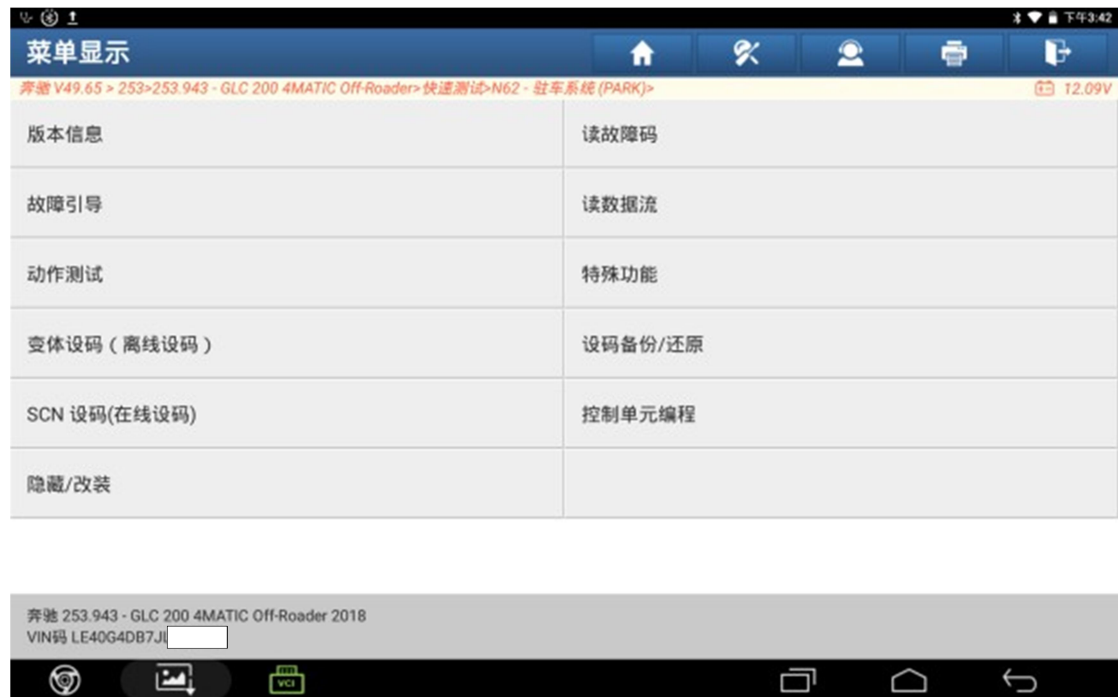 下午3:42
菜单显示
奔驰 V49.65 > 253>253.943 - GLC 200 4MATIC Off-Roader>快速测试>N62 - 驻车系统 (PARK)>
12.09V
版本信息
读故障码
故障引导
读数据流
动作测试
特殊功能
变体设码 ( 离线设码 )
设码备份/还原
SCN 设码(在线设码)
控制单元编程
隐藏/改装
奔驰 253.943 - GLC 200 4MATIC Off-Roader 2018
VIN码 LE40G4DB7JL
VCI